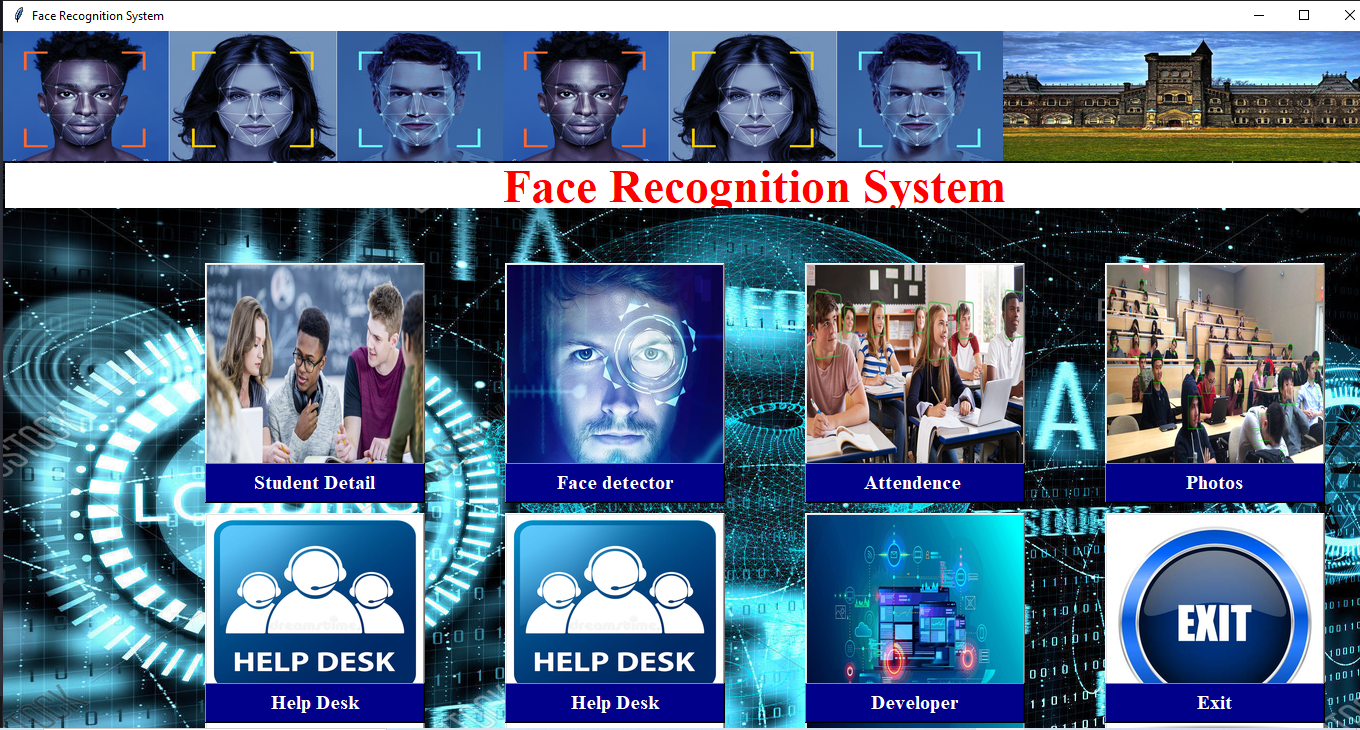 Face Recognition System
Face Recognition System
Student Detail
Face detector
Attendence
Photos
LOADING
HELP DESK
HELP DESK
EXIT
Help Desk
Help Desk
Developer
Exit